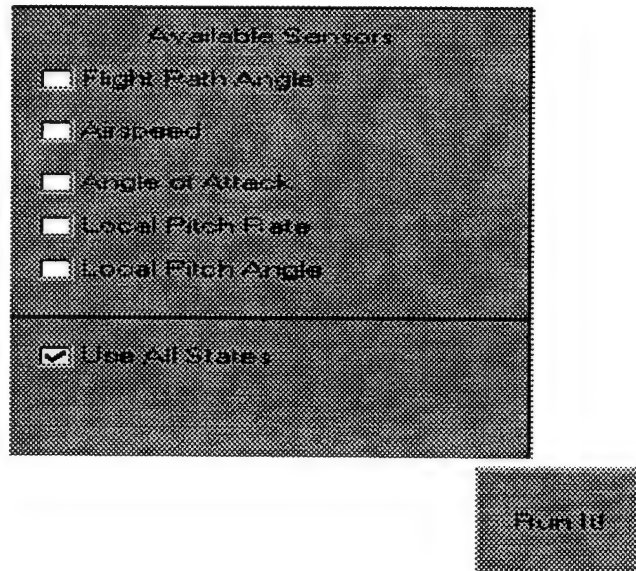 Available Sensors
Flight Path Angle
Airspeed
Angle of Attack
Local Pitch Rate
Local Pitch Angle
Use All States
Run It!